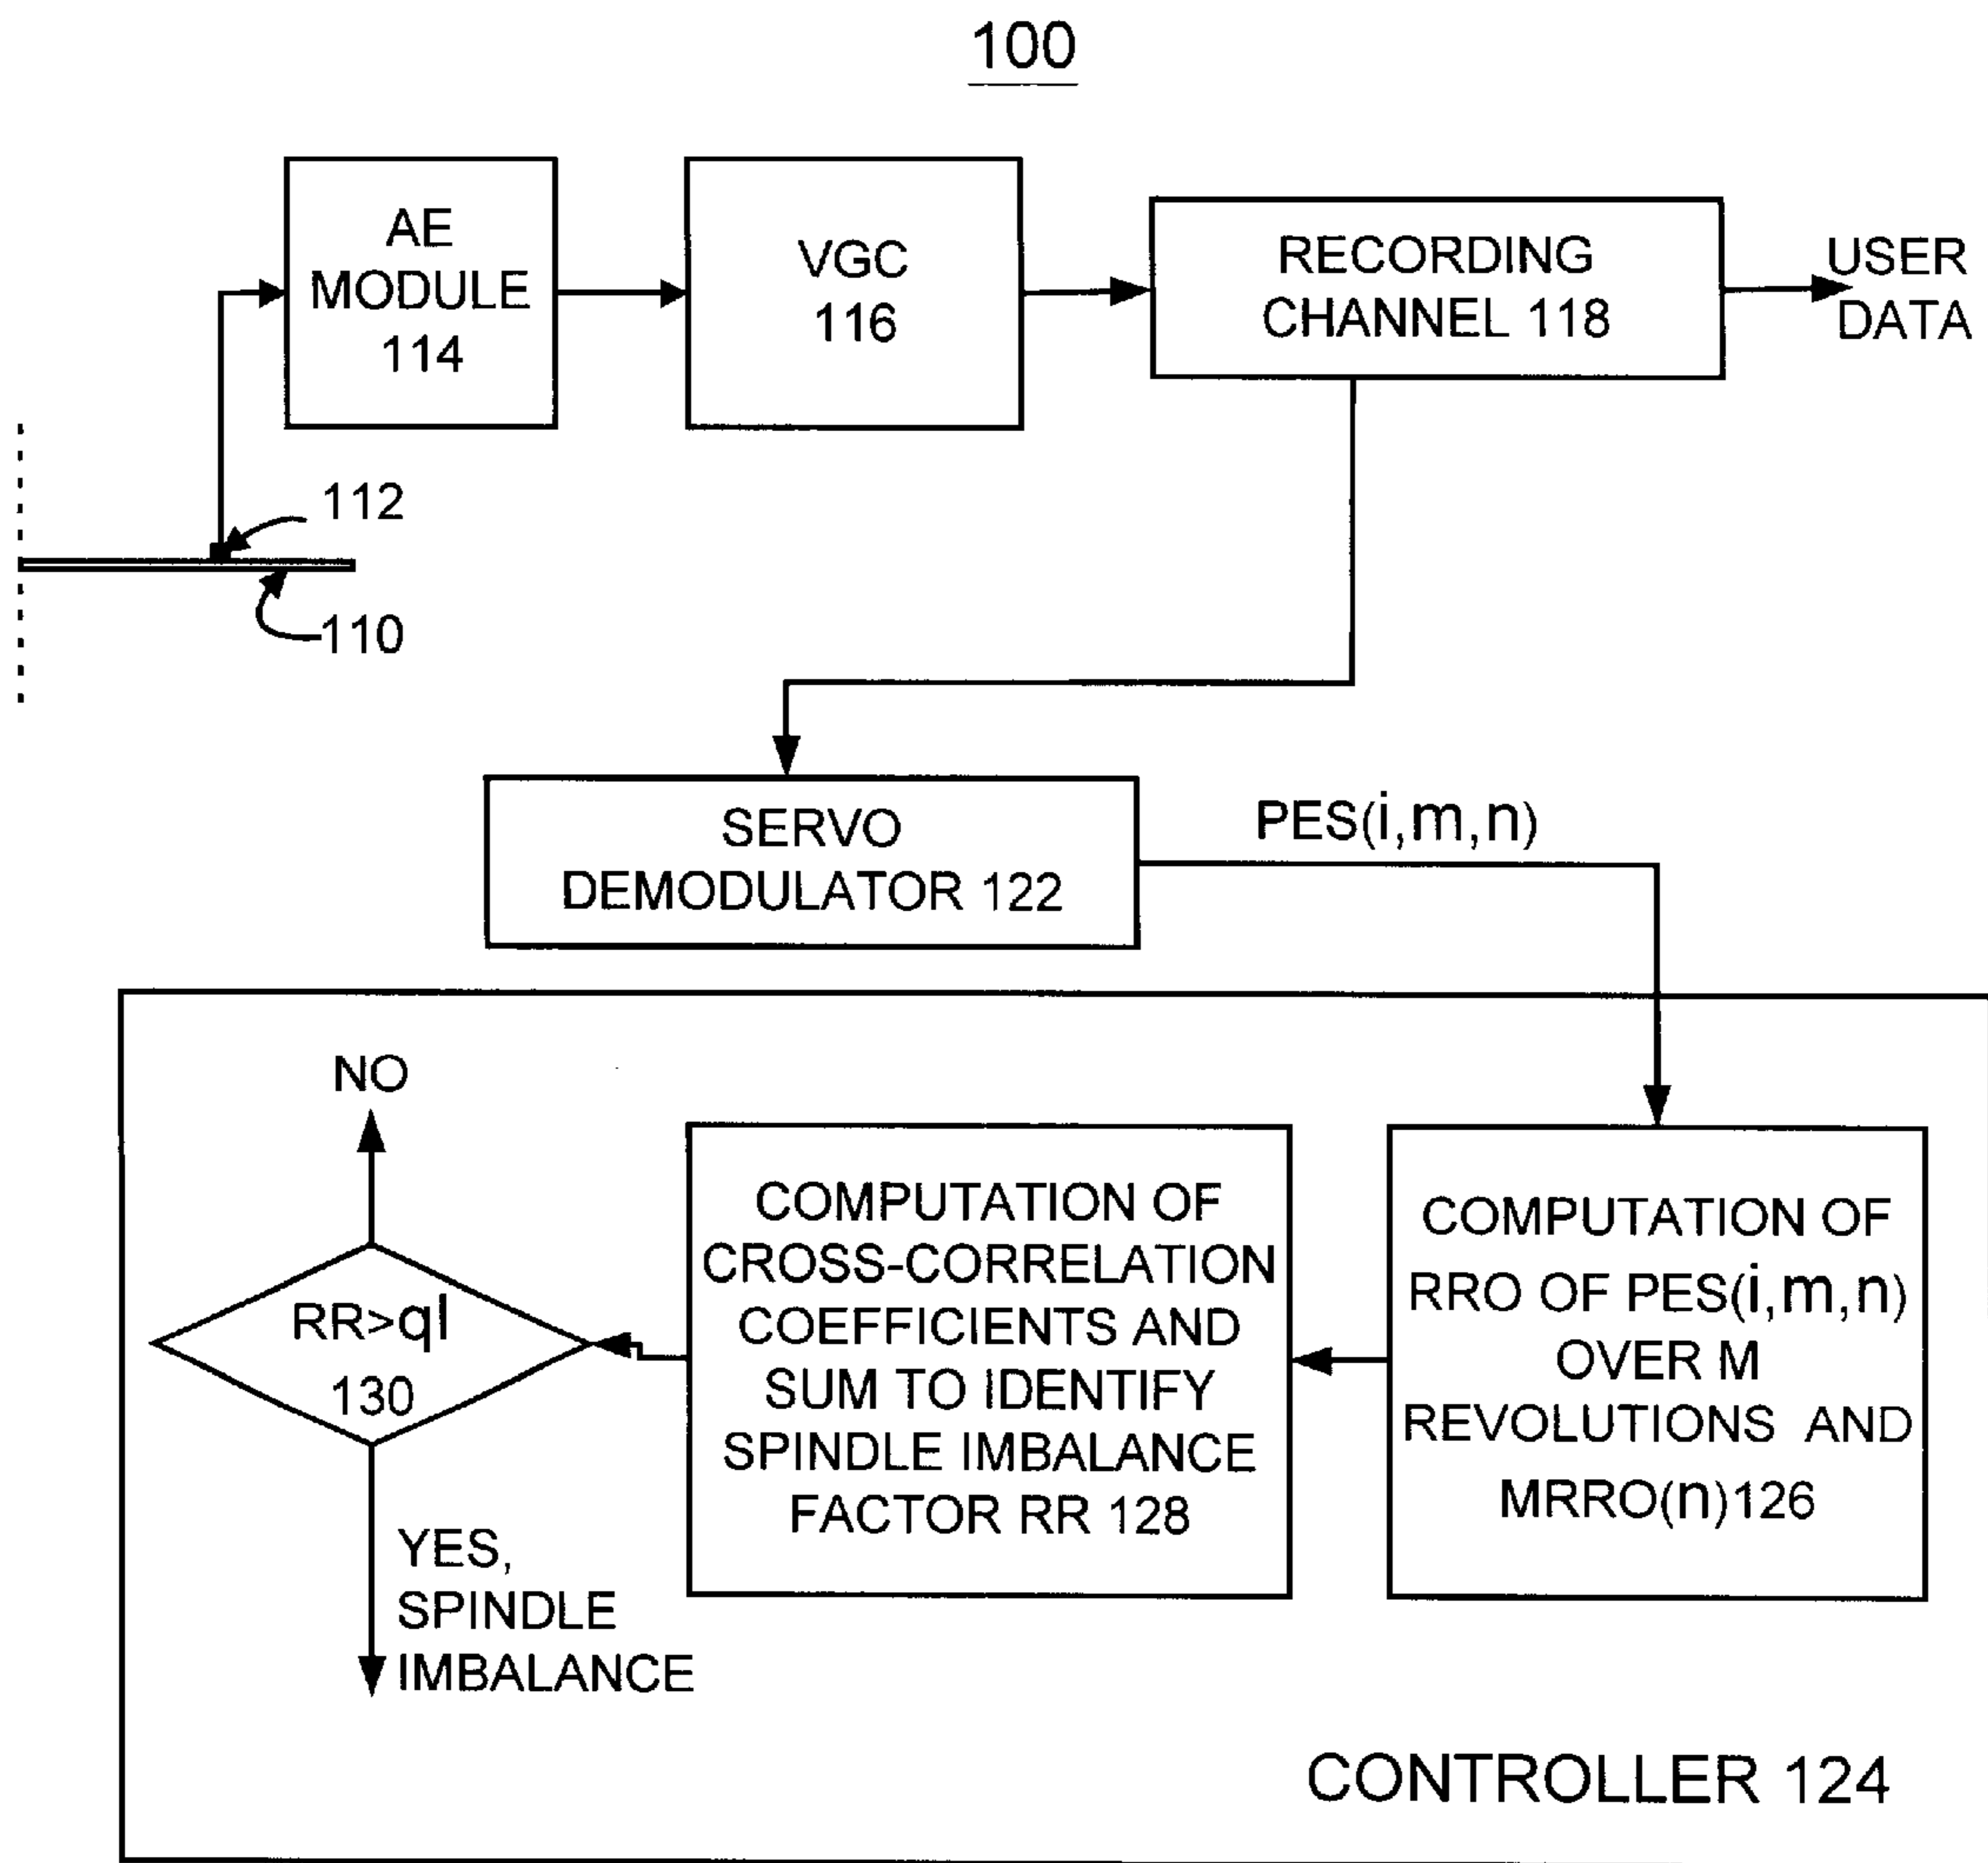 100
AE
MODULE
114
VGC
116
RECORDING
CHANNEL 118
USER
DATA
112
110
SERVO
DEMODULATOR 122
PES(i,m,n)
NO
RR>ql
130
YES,
SPINDLE
IMBALANCE
COMPUTATION OF
CROSS-CORRELATION
COEFFICIENTS AND
SUM TO IDENTIFY
SPINDLE IMBALANCE
FACTOR RR 128
COMPUTATION OF
RRO OF PES(i,m,n)
OVER M
REVOLUTIONS AND
MRRO(n)126
CONTROLLER 124